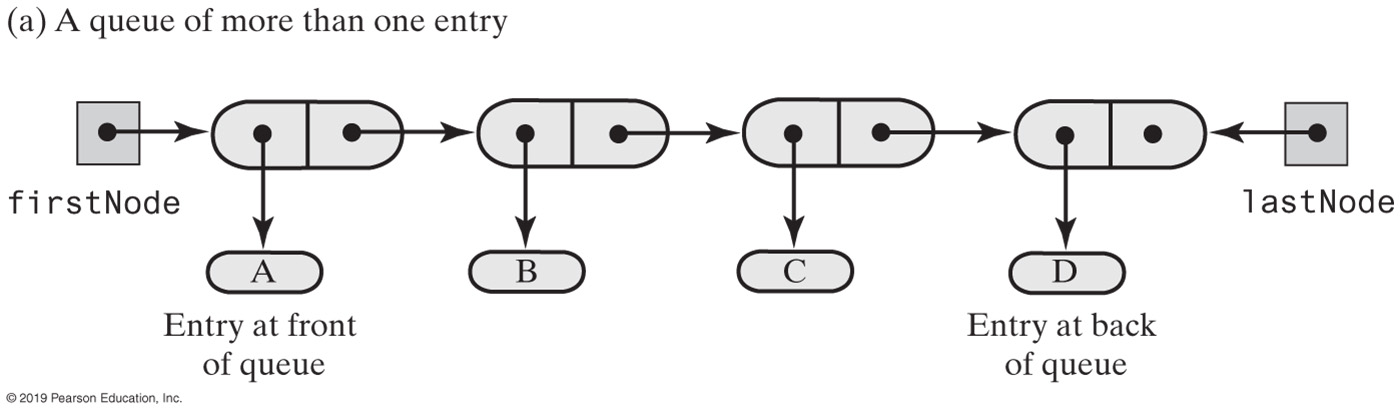 (a) A queue of more than one entry
firstNode
lastNode
A
B
C
D
Entry at front
of queue
Entry at back
of queue
© 2019 Pearson Education, Inc.